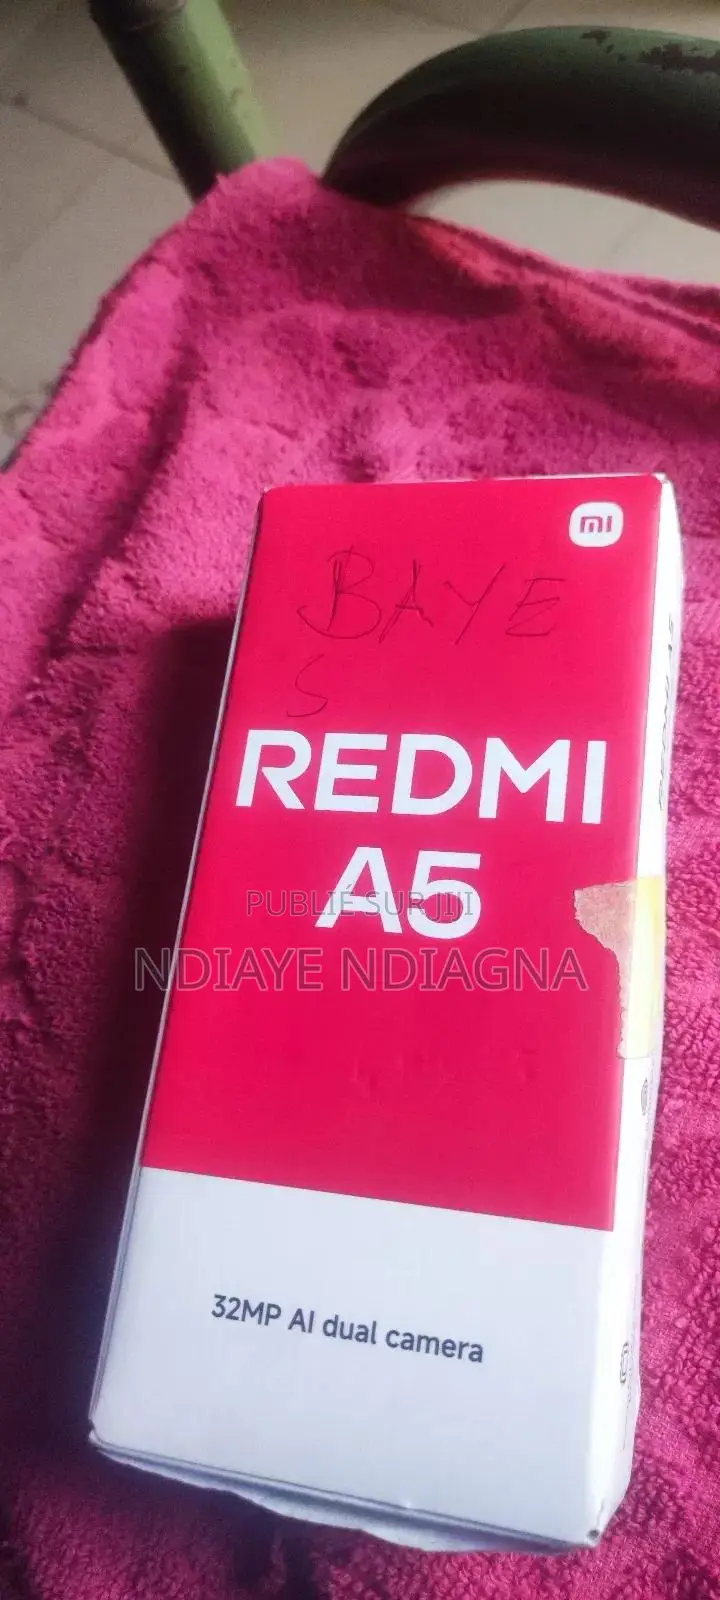 mi
BAYE
S
REDMI
A5
PUBLIÉ SUR JIJI
NDIAYE NDIAGNA
32MP AI dual camera